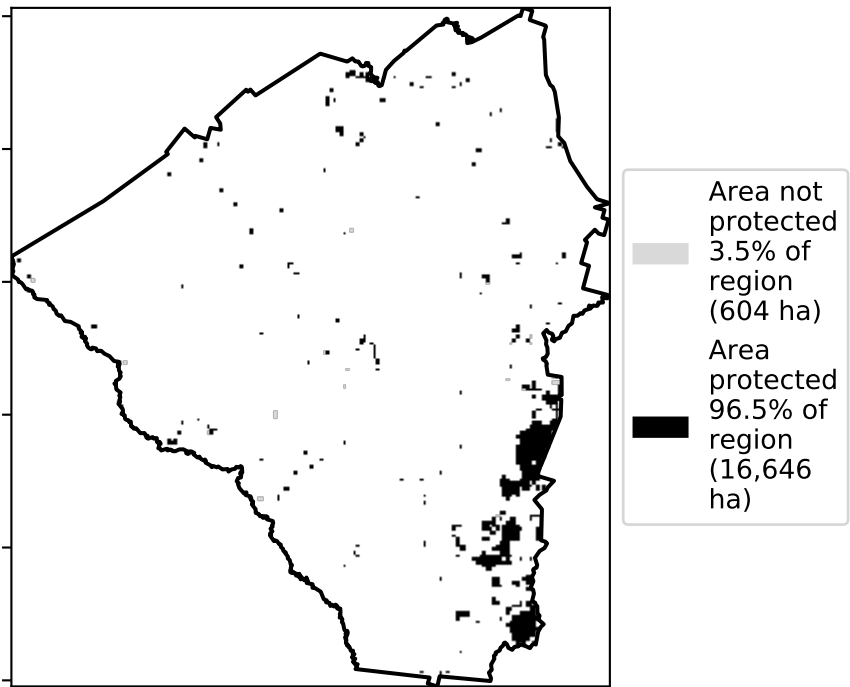 Area not
protected
3.5% of
region
(604 ha)
Area
protected
96.5% of
region
(16,646
ha)